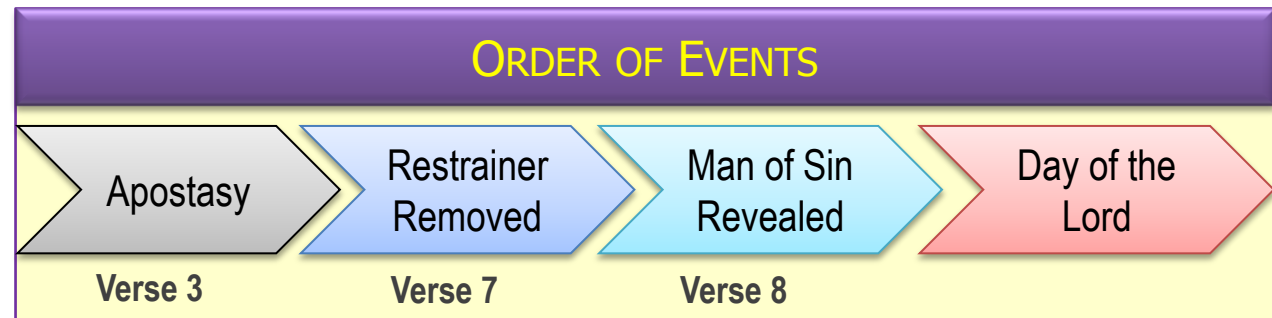 ORDER OF EVENTS
Apostasy
Restrainer
Removed
Man of Sin
Revealed
Day of the
Lord
Verse 3
Verse 7
Verse 8